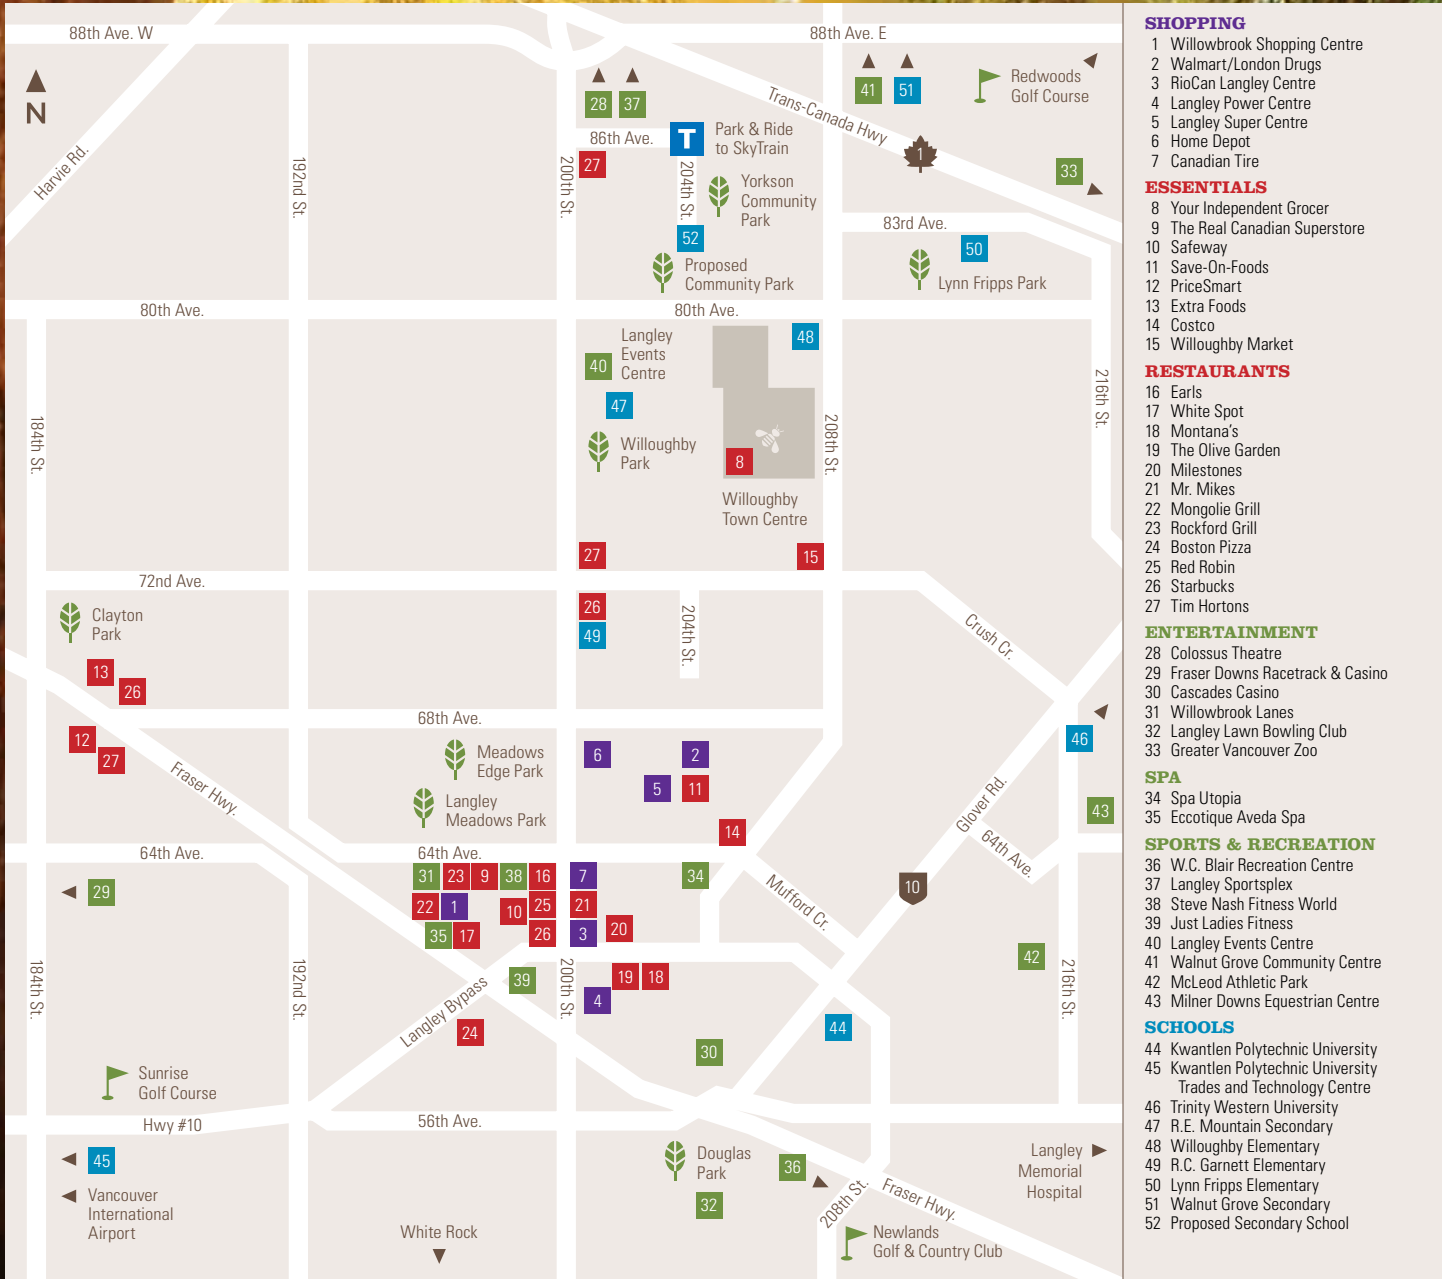 88th Ave. W
88th Ave. E
N
Harvie Rd.
192nd St.
28
37
86th Ave.
T
Park & Ride
to SkyTrain
27
200th St.
204th St.
Yorkson
Community
Park
52
Proposed
Community Park
Trans-Canada Hwy
41
51
Redwoods
Golf Course
1
33
83rd Ave.
50
Lynn Fripps Park
80th Ave.
80th Ave.
Langley
Events
Centre
40
47
48
Willoughby
Park
8
Willoughby
Town Centre
184th St.
208th St.
216th St.
27
15
72nd Ave.
Clayton
Park
26
49
204th St.
Crush Cr.
13
26
12
27
68th Ave.
Fraser Hwy.
Meadows
Edge Park
Langley
Meadows Park
6
2
5
11
14
46
43
Glover Rd.
64th Ave.
64th Ave.
64th Ave.
29
31
23
9
38
16
7
34
22
1
10
25
21
35
17
26
3
20
Mufford Cr.
10
42
184th St.
192nd St.
200th St.
216th St.
39
Langley Bypass
24
19
18
4
44
30
Sunrise
Golf Course
Hwy #10
56th Ave.
45
Vancouver
International
Airport
White Rock
Douglas
Park
36
32
208th St.
Fraser Hwy.
Langley
Memorial
Hospital
Newlands
Golf & Country Club
SHOPPING
1 Willowbrook Shopping Centre
2 Walmart/London Drugs
3 RioCan Langley Centre
4 Langley Power Centre
5 Langley Super Centre
6 Home Depot
7 Canadian Tire
ESSENTIALS
8 Your Independent Grocer
9 The Real Canadian Superstore
10 Safeway
11 Save-On-Foods
12 PriceSmart
13 Extra Foods
14 Costco
15 Willoughby Market
RESTAURANTS
16 Earls
17 White Spot
18 Montana's
19 The Olive Garden
20 Milestones
21 Mr. Mikes
22 Mongolie Grill
23 Rockford Grill
24 Boston Pizza
25 Red Robin
26 Starbucks
27 Tim Hortons
ENTERTAINMENT
28 Colossus Theatre
29 Fraser Downs Racetrack & Casino
30 Cascades Casino
31 Willowbrook Lanes
32 Langley Lawn Bowling Club
33 Greater Vancouver Zoo
SPA
34 Spa Utopia
35 Eccotique Aveda Spa
SPORTS & RECREATION
36 W.C. Blair Recreation Centre
37 Langley Sportsplex
38 Steve Nash Fitness World
39 Just Ladies Fitness
40 Langley Events Centre
41 Walnut Grove Community Centre
42 McLeod Athletic Park
43 Milner Downs Equestrian Centre
SCHOOLS
44 Kwantlen Polytechnic University
45 Kwantlen Polytechnic University
Trades and Technology Centre
46 Trinity Western University
47 R.E. Mountain Secondary
48 Willoughby Elementary
49 R.C. Garnett Elementary
50 Lynn Fripps Elementary
51 Walnut Grove Secondary
52 Proposed Secondary School